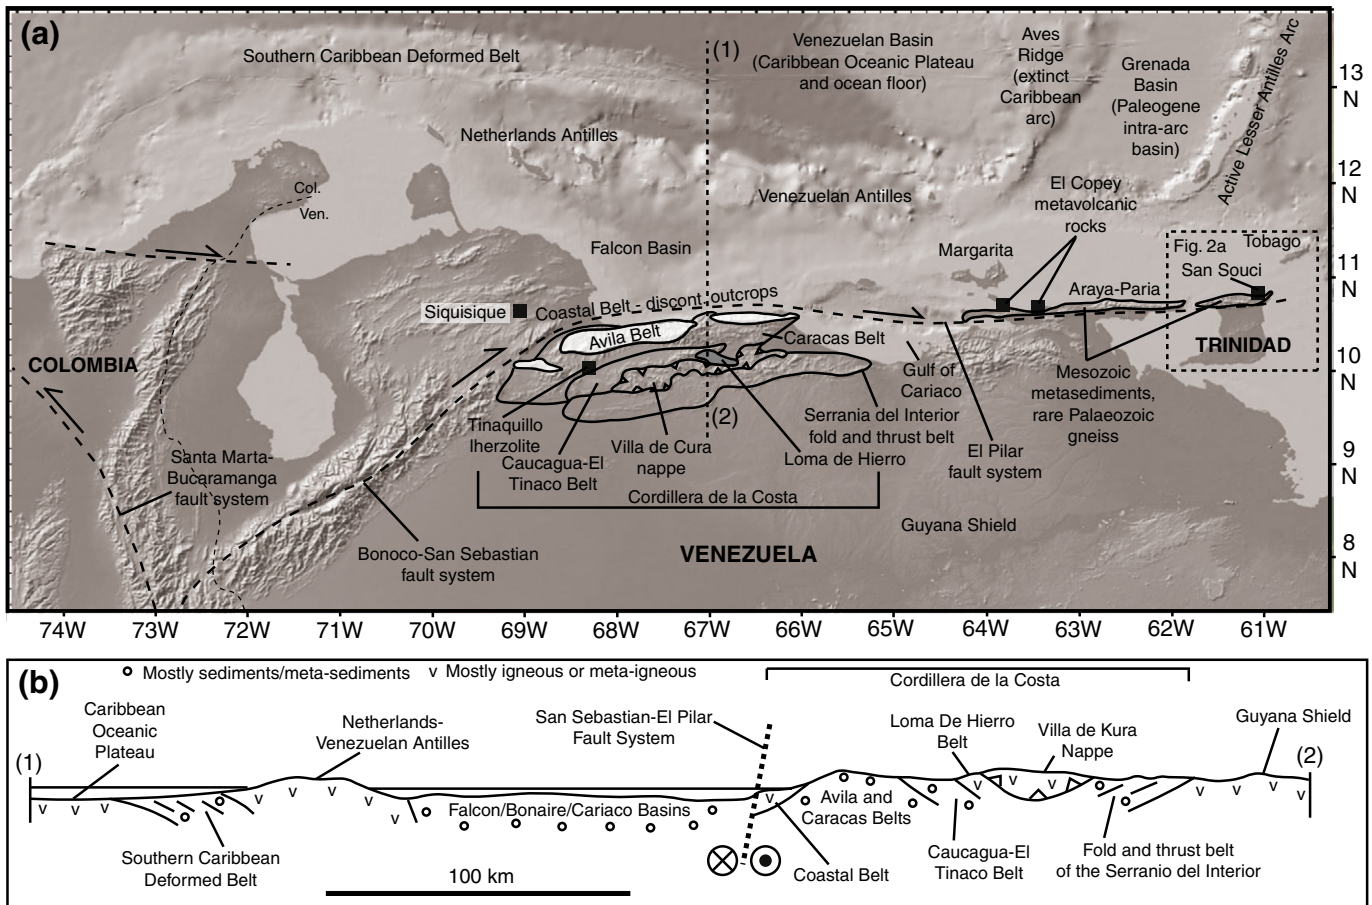 (a)
Southern Caribbean Deformed Belt
(1)
Venezuelan Basin
(Caribbean Oceanic Plateau
and ocean floor)
Aves
Ridge
(extinct
Caribbean
arc)
Grenada
Basin
(Paleogene
intra-arc
basin)
Active Lesser Antilles Arc
13
N
Netherlands Antilles
12
N
Venezuelan Antilles
El Copey
metavolcanic
rocks
Col.
Ven.
Falcon Basin
Margarita
Fig. 2a
Tobago
San Souci
11
N
Araya-Paria
Siquisique
Coastal Belt - discont. outcrops
Avila Belt
Caracas Belt
TRINIDAD
10
N
COLOMBIA
Gulf of
Cariaco
Mesozoic
metasediments,
rare Palaeozoic
gneiss
Tinaquillo
lherzolite
Caucagua-El
Tinaco Belt
Villa de Cura
nappe
(2)
Loma de Hierro
Serrania del Interior
fold and thrust belt
El Pilar
fault system
9
N
Santa Marta-
Bucaramanga
fault system
Cordillera de la Costa
Guyana Shield
Bonoco-San Sebastian
fault system
VENEZUELA
8
N
74W 73W 72W 71W 70W 69W 68W 67W 66W 65W 64W 63W 62W 61W
(b)
Mostly sediments/meta-sediments
v Mostly igneous or meta-igneous
Cordillera de la Costa
Caribbean
Oceanic
Plateau
Netherlands-
Venezuelan Antilles
San Sebastian-El Pilar
Fault System
Loma De Hierro
Belt
Villa de Kura
Nappe
Guyana Shield
(1)
(2)
v v v
v v v v v
v
Falcon/Bonaire/Cariaco Basins
v
Avila and
Caracas Belts
v v v v
v v v v
Southern Caribbean
Deformed Belt
100 km
Coastal Belt
Caucagua-El
Tinaco Belt
Fold and thrust belt
of the Serranio del Interior